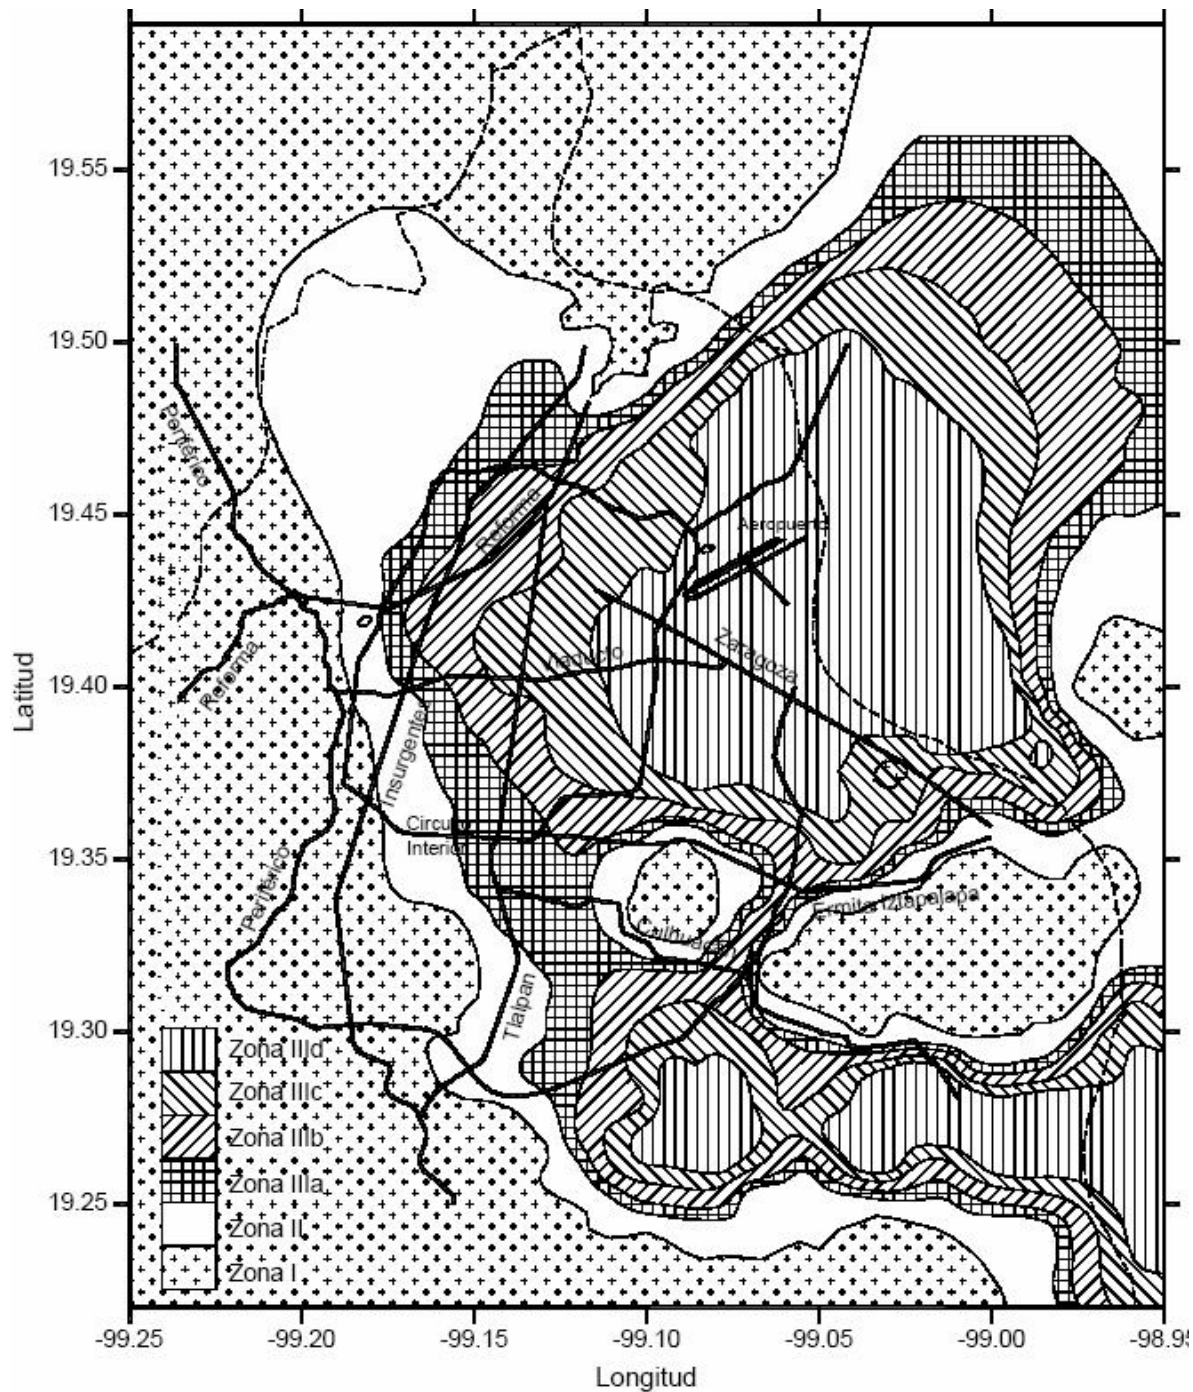 19.55
19.50
19.45
19.40
19.35
19.30
19.25
Latitud
Periférico
Reforma
Aeropuerto
Reforma
Viaducto
Zaragoza
Insurgentes
Circuito
Interior
Periférico
Ermita Iztapalapa
Culhuacán
Tlalpan
Zona IIId
Zona IIIc
Zona IIIb
Zona IIIa
Zona II
Zona I
-99.25
-99.20
-99.15
-99.10
-99.05
-99.00
-98.95
Longitud